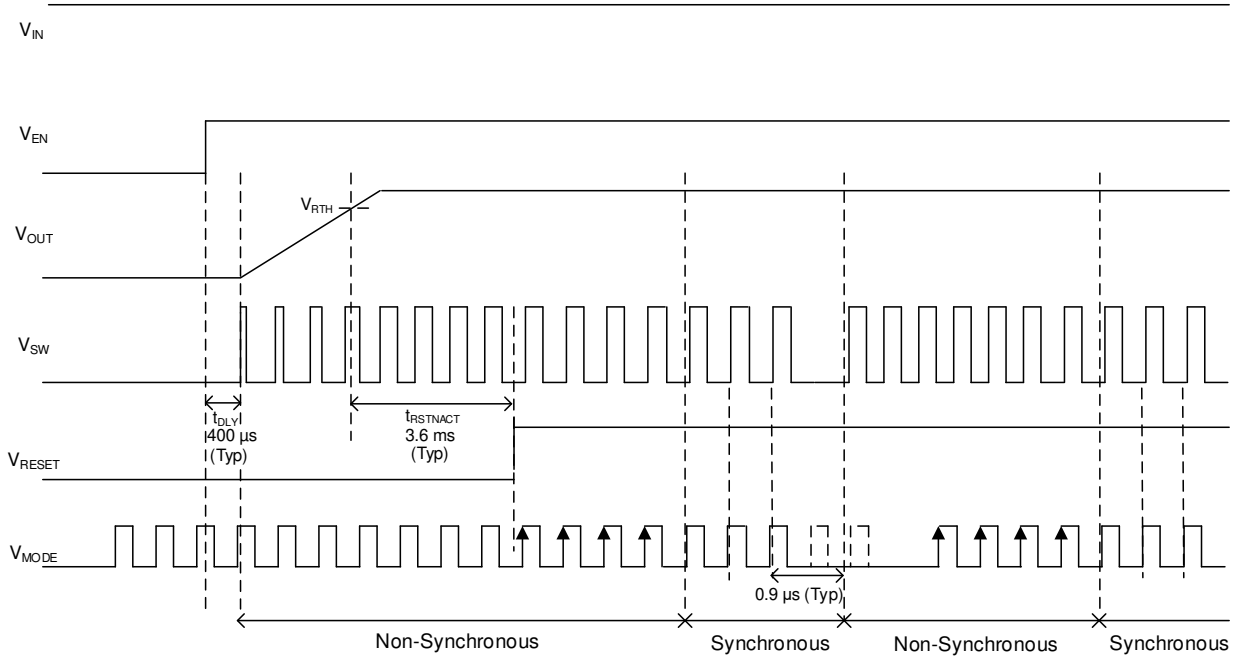 VIN
VEN
VRTH
VOUT
VSW
tDLY
400 µs
(Typ)
tRSTNACT
3.6 ms
(Typ)
VRESET
VMODE
0.9 µs (Typ)
Non-Synchronous
Synchronous
Non-Synchronous
Synchronous